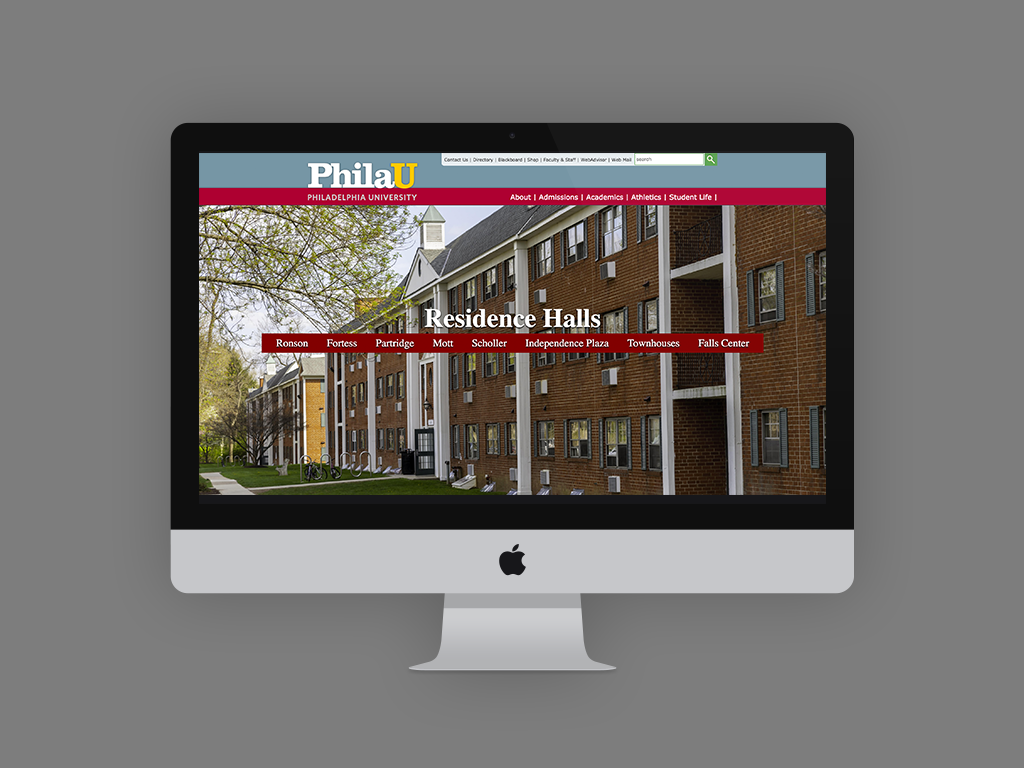 Contact Us | Directory | Blackboard | Shop | Faculty & Staff | WebAdvisor | Web Mail
search
PhilaU
PHILADELPHIA UNIVERSITY
About | Admissions | Academics | Athletics | Student Life |
Residence Halls
Ronson Fortess Partridge Mott Scholler Independence Plaza Townhouses Falls Center